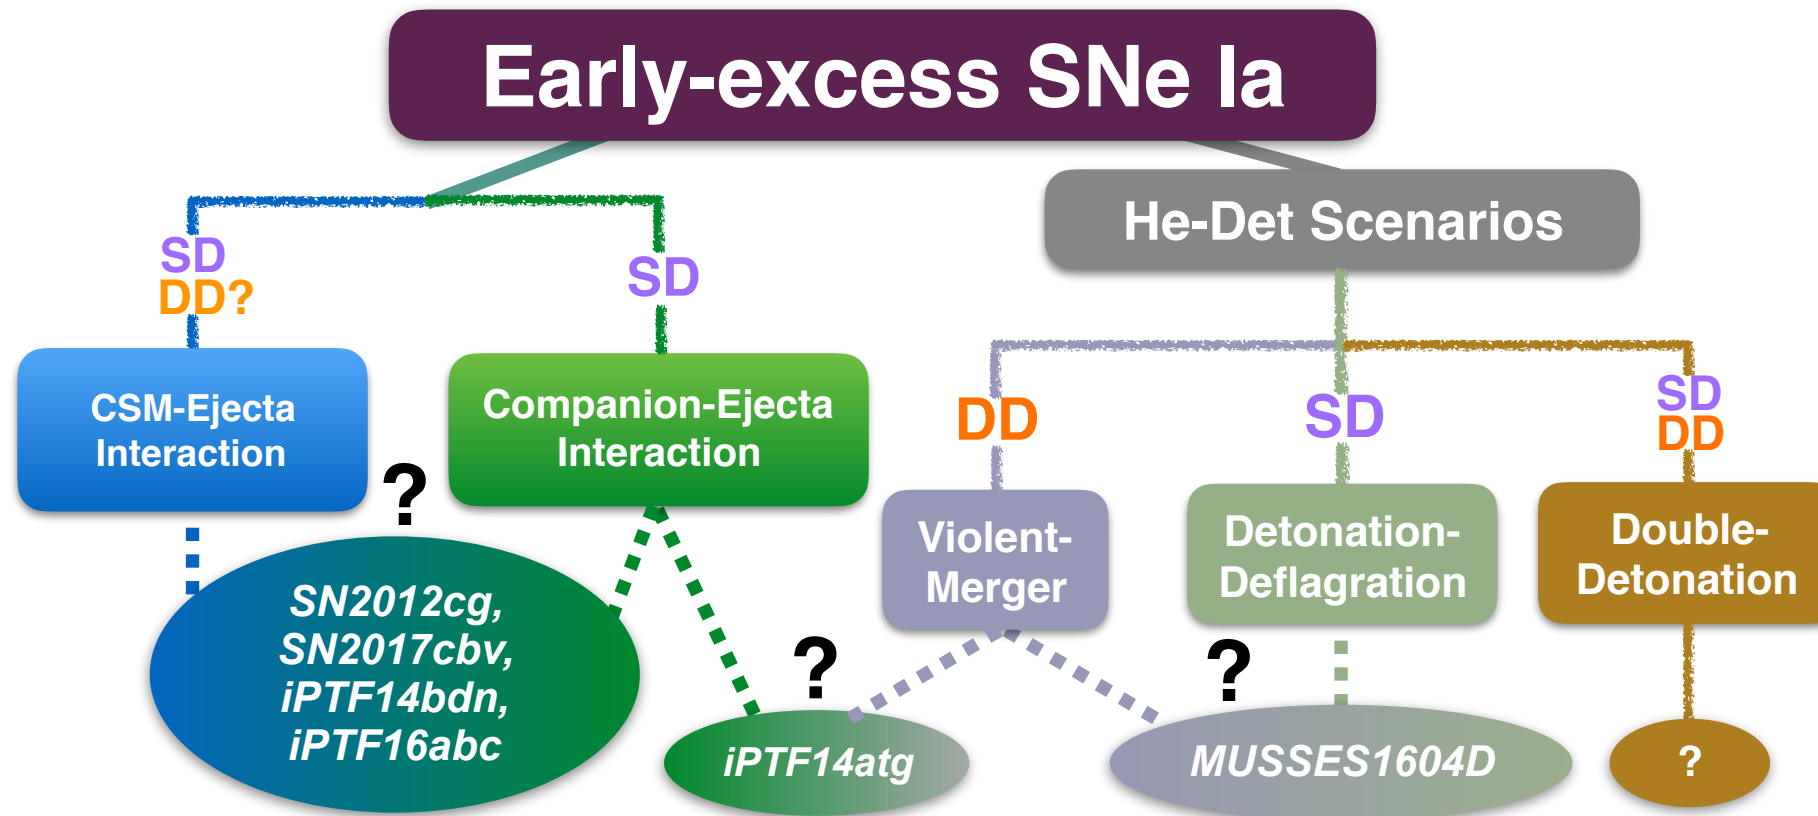 Early-excess SNe Ia
He-Det Scenarios
SD
DD?
SD
CSM-Ejecta
Interaction
Companion-Ejecta
Interaction
DD
SD
SD
DD
Violent-
Merger
Detonation-
Deflagration
Double-
Detonation
?
SN2012cg,
SN2017cbv,
iPTF14bdn,
iPTF16abc
?
iPTF14atg
?
MUSSES1604D
?